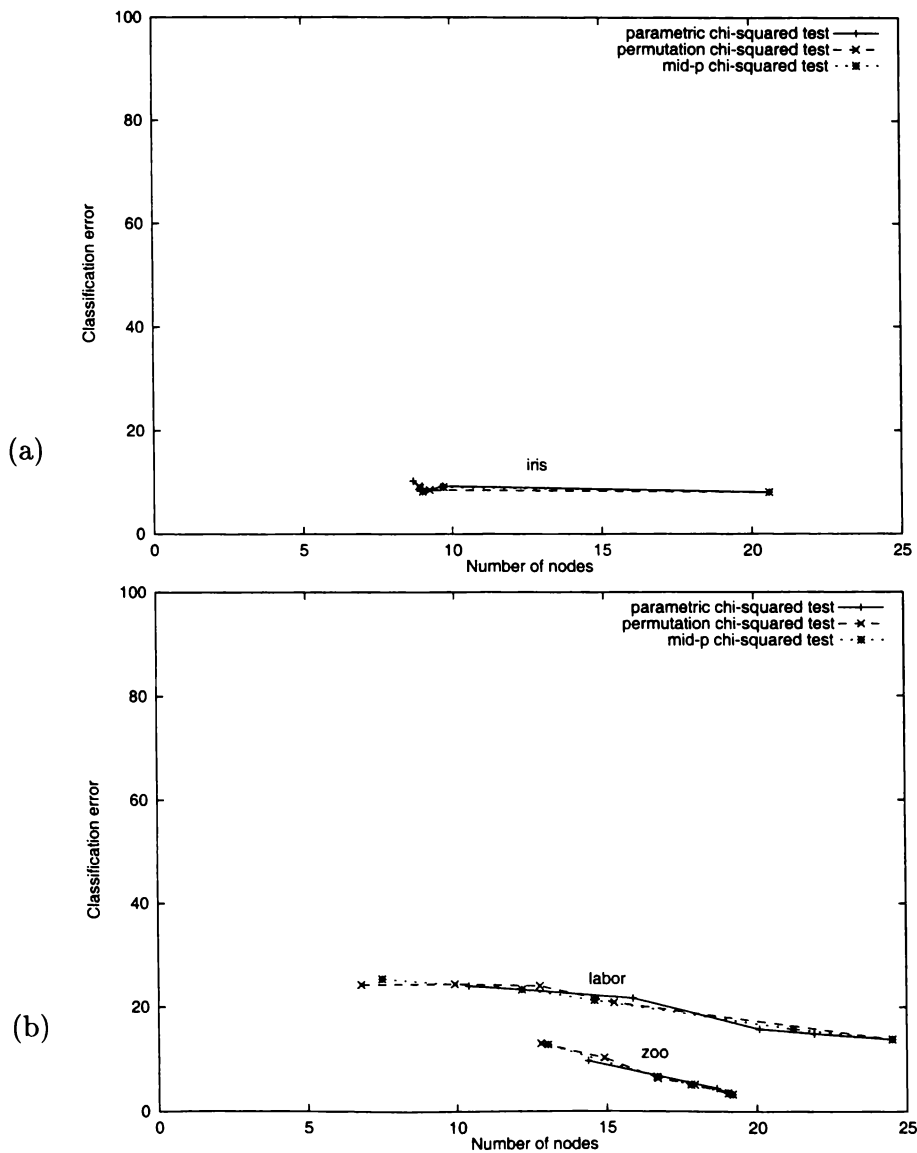 100
80
60
40
20
0
Classification error
parametric chi-squared test
permutation chi-squared test
mid-p chi-squared test
iris
0 5 10 15 20 25
Number of nodes
(a)
100
80
60
40
20
0
Classification error
parametric chi-squared test
permutation chi-squared test
mid-p chi-squared test
labor
zoo
0 5 10 15 20 25
Number of nodes
(b)